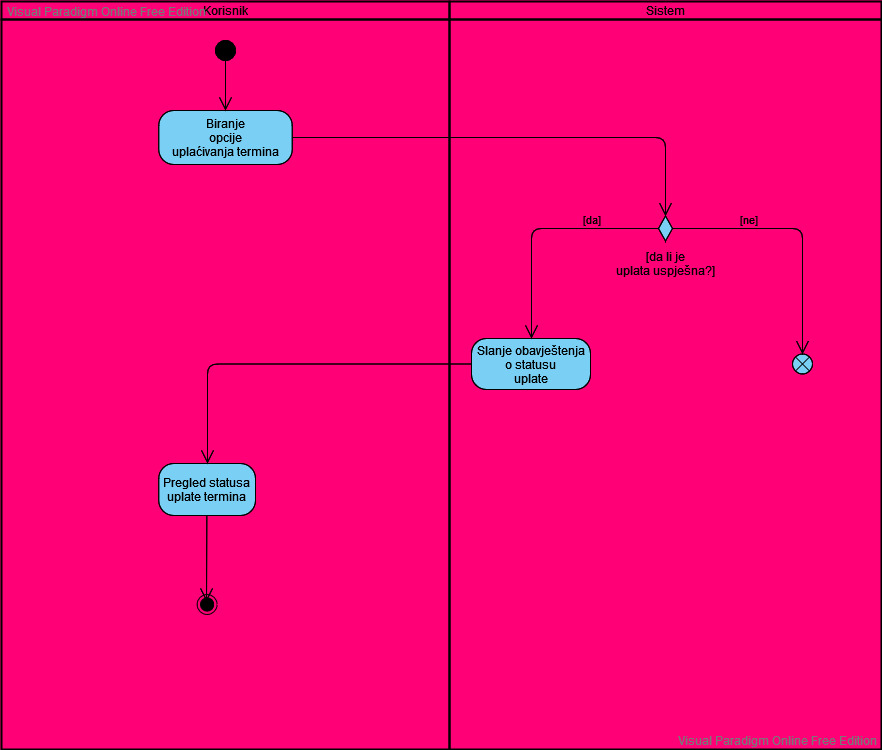 Visual Paradigm Online Free Edition
Korisnik
Sistem
Biranje
opcije
uplaćivanja termina
[da]
[ne]
[da li je
uplata uspješna?]
Slanje obavještenja
o statusu
uplate
Pregled statusa
uplate termina
Visual Paradigm Online Free Edition